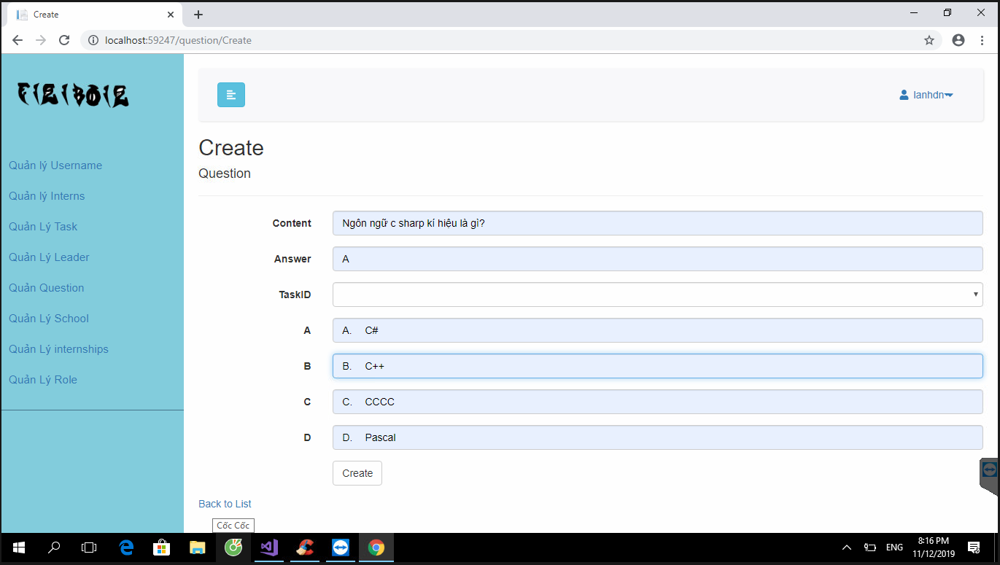 Create
localhost:59247/question/Create
lanhdn
Quản lý Username
Quản lý Interns
Quản Lý Task
Quản Lý Leader
Quản Question
Quản Lý School
Quản Lý internships
Quản Lý Role
Create
Question
Content Ngôn ngữ c sharp kí hiệu là gì?
Answer A
TaskID
A A. C#
B B. C++
C C. CCCC
D D. Pascal
Create
Back to List
Cốc Cốc
ENG
8:16 PM
11/12/2019